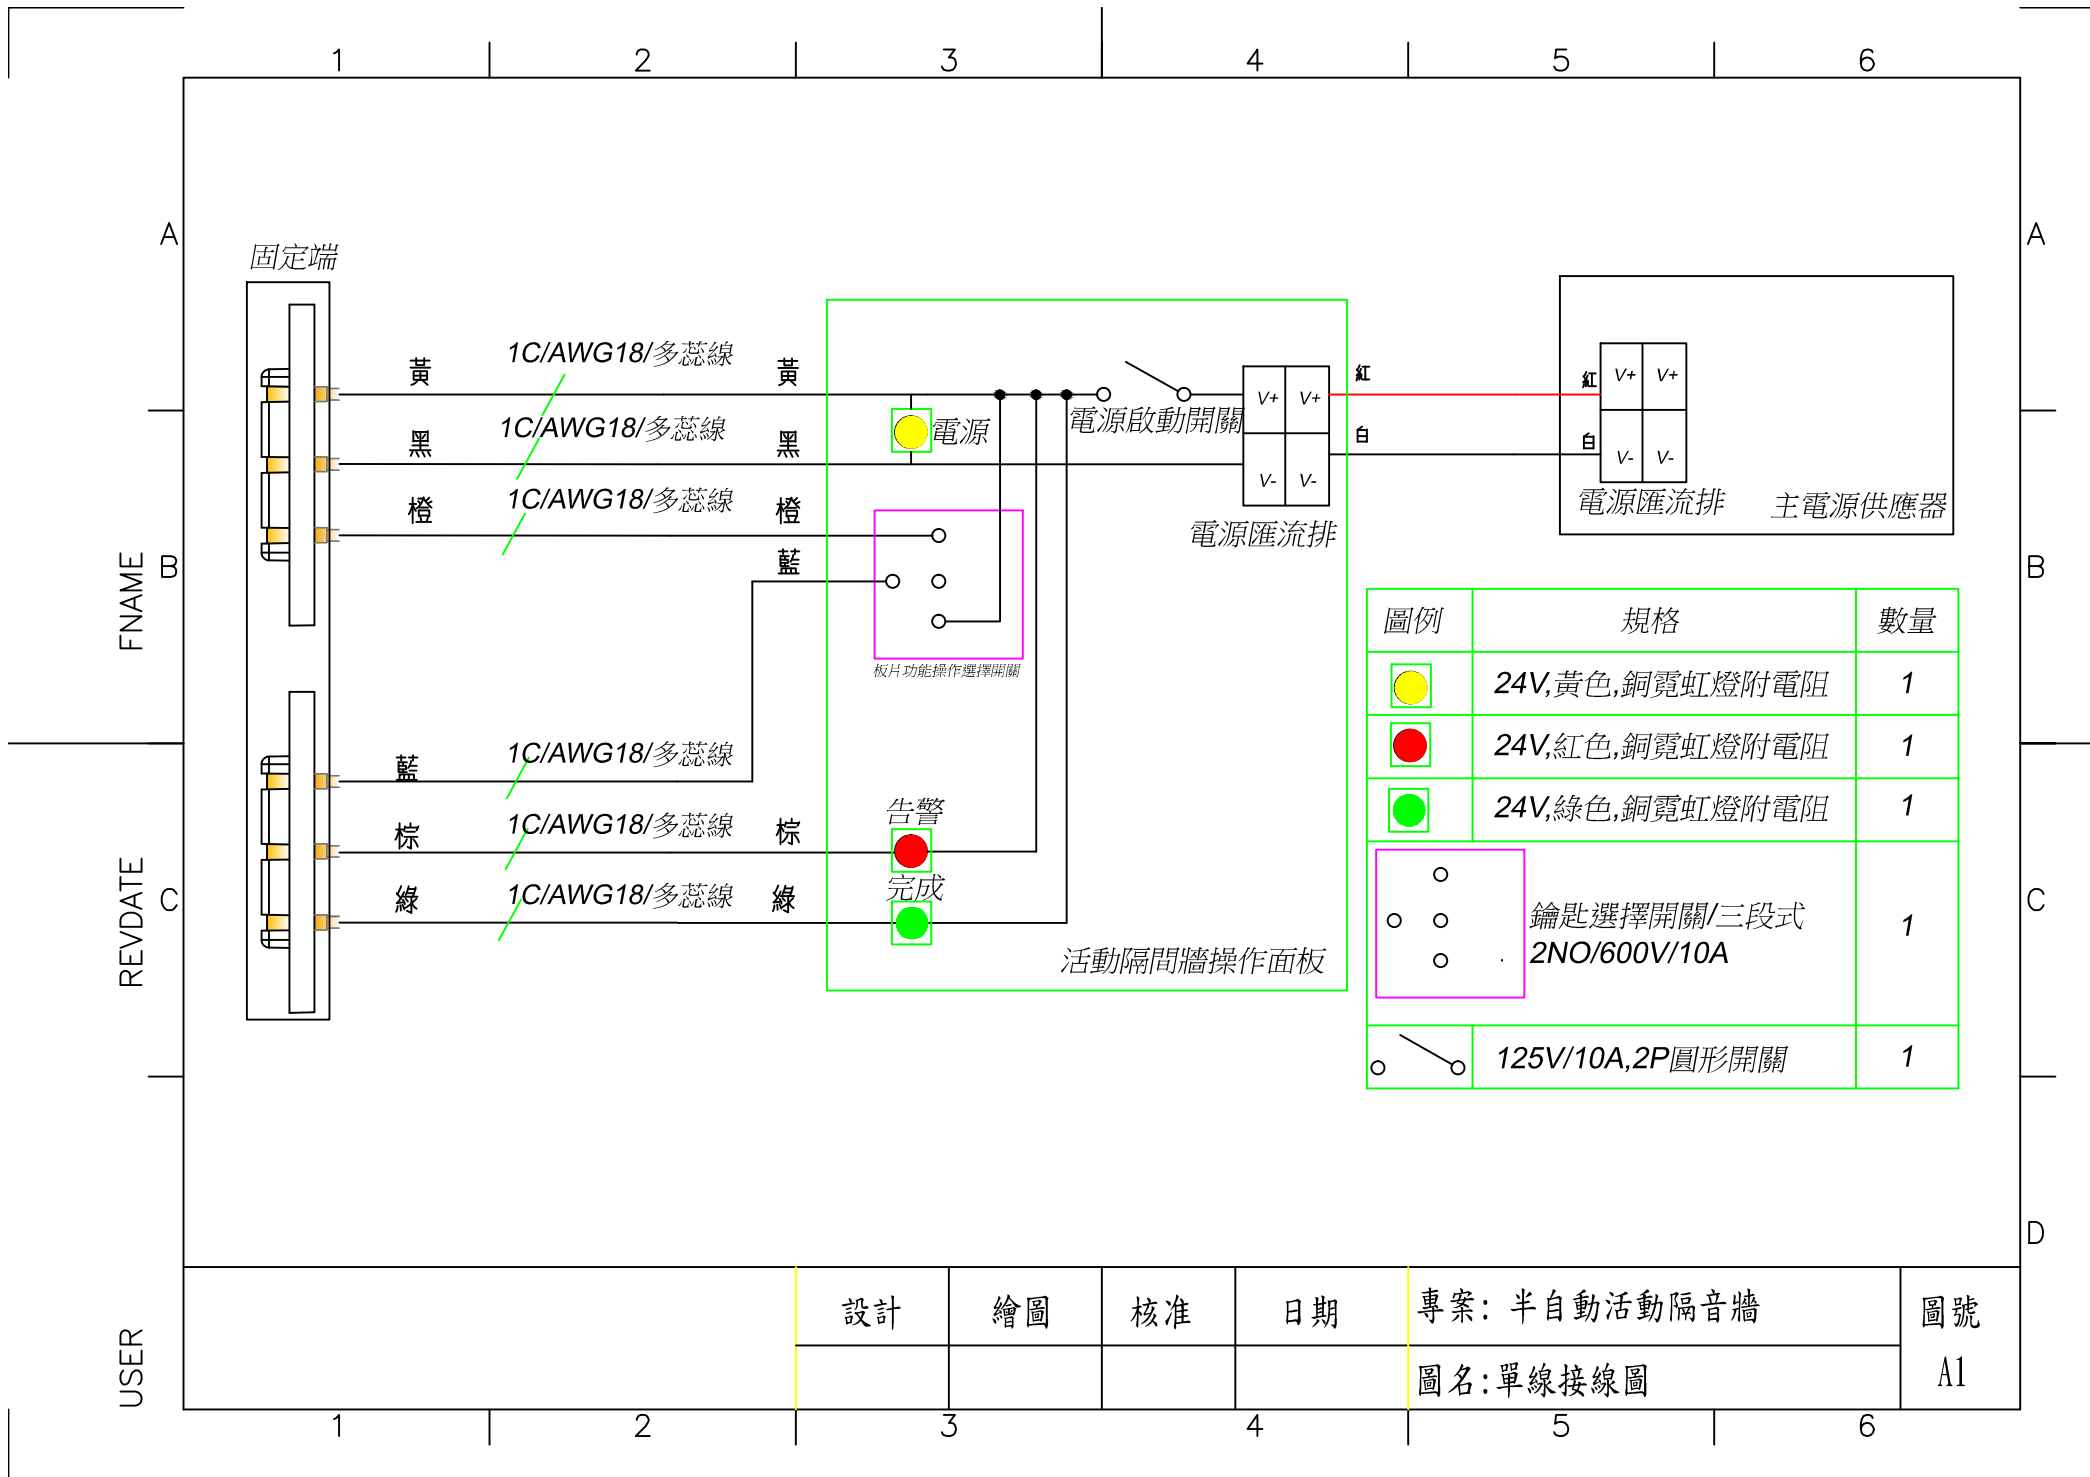 1 2 3 4 5 6
A A
固定端
1C/AWG18/多蕊線
黃 黃
1C/AWG18/多蕊線
黑 黑
電源
電源啟動開關
V+ V+
V- V-
紅 紅
白 白
V+ V+
V- V-
電源匯流排
主電源供應器
1C/AWG18/多蕊線
橙 橙
電源匯流排
藍
B B
FNAME
板片功能操作選擇開關
圖例 規格 數量
24V,黃色,銅霓虹燈附電阻 1
24V,紅色,銅霓虹燈附電阻 1
24V,綠色,銅霓虹燈附電阻 1
鑰匙選擇開關/三段式
2NO/600V/10A
1
125V/10A,2P圓形開關 1
1C/AWG18/多蕊線
藍
告警
1C/AWG18/多蕊線
棕 棕
完成
1C/AWG18/多蕊線
綠 綠
C C
REVDATE
活動隔間牆操作面板
D
USER
設計 繪圖 核准 日期
專案: 半自動活動隔音牆
圖名:單線接線圖
圖號
A1
1 2 3 4 5 6